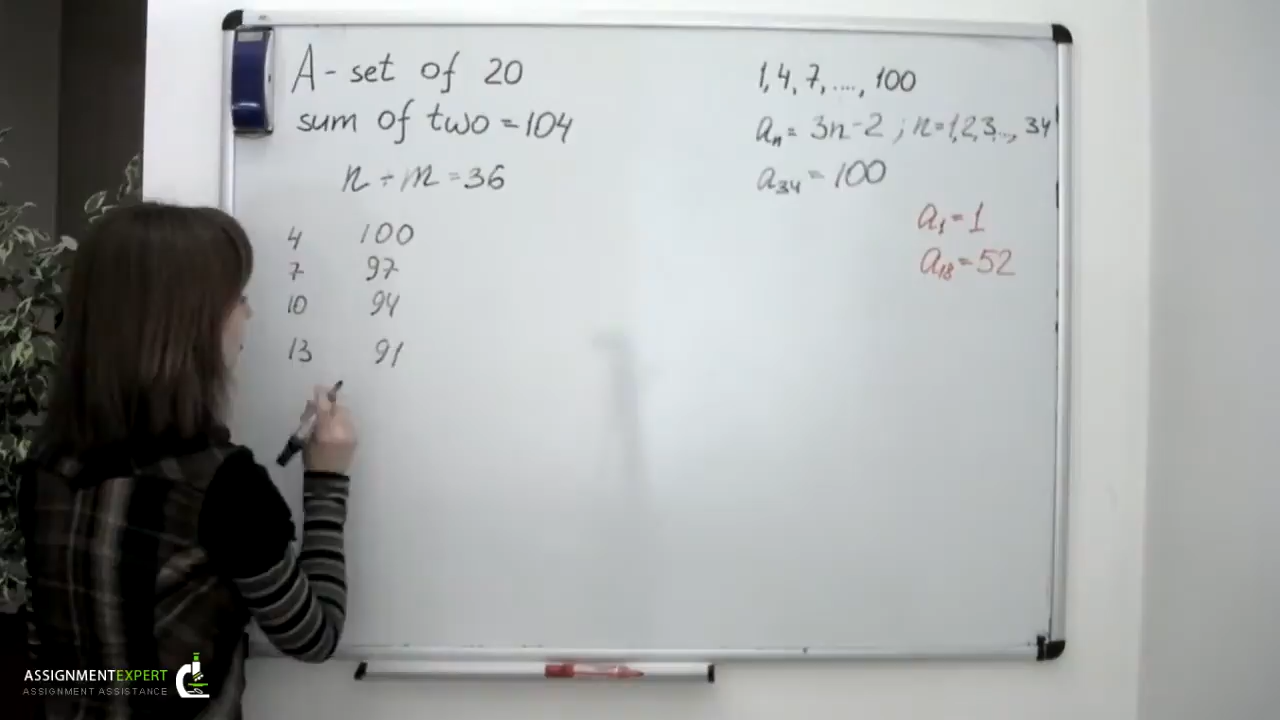 A - set of 20
sum of two = 104
n + m = 36
4 100
7 97
10 94
13 91
1, 4, 7, ...., 100
aₙ = 3n - 2 ; n = 1,2,3..., 34
a₃₄ = 100
a₁ = 1
a₁₈ = 52
ASSIGNMENTEXPERT
ASSIGNMENT ASSISTANCE